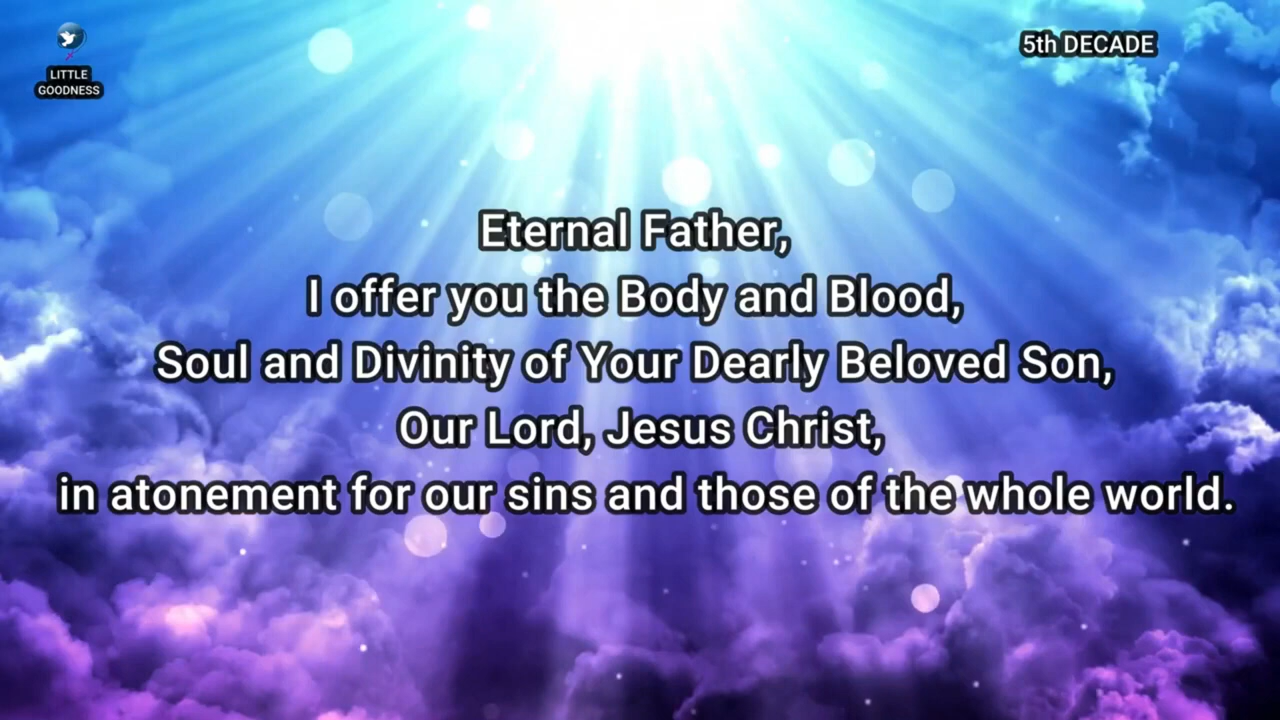 LITTLE
GOODNESS
5th DECADE
Eternal Father,
I offer you the Body and Blood,
Soul and Divinity of Your Dearly Beloved Son,
Our Lord, Jesus Christ,
in atonement for our sins and those of the whole world.